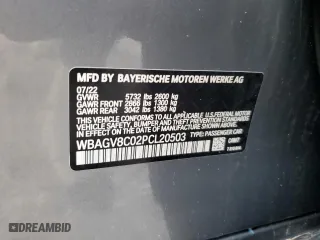 MFD BY BAYERISCHE MOTOREN WERKE AG
07/22
GVWR 5732 lbs 2600 kg
GAWR FRONT 2866 lbs 1300 kg
GAWR REAR 3042 lbs 1380 kg
THIS VEHICLE CONFORMS TO ALL APPLICABLE U.S. FEDERAL MOTOR
VEHICLE SAFETY, BUMPER, AND THEFT PREVENTION STANDARDS
IN EFFECT ON THE DATE OF MANUFACTURE SHOWN ABOVE.
WBAGV8C02PCL20503 TYPE: PASSENGER CAR
DREAMBID